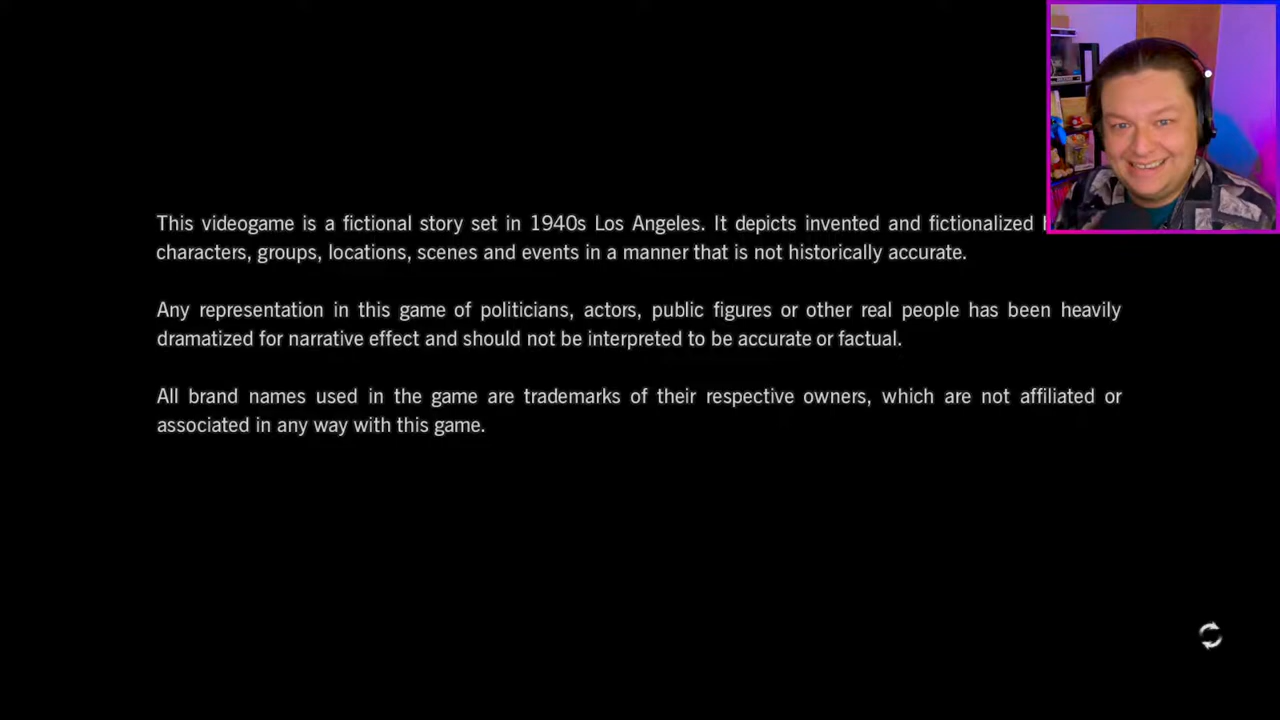 This videogame is a fictional story set in 1940s Los Angeles. It depicts invented and fictionalized
characters, groups, locations, scenes and events in a manner that is not historically accurate.
Any representation in this game of politicians, actors, public figures or other real people has been heavily
dramatized for narrative effect and should not be interpreted to be accurate or factual.
All brand names used in the game are trademarks of their respective owners, which are not affiliated or
associated in any way with this game.